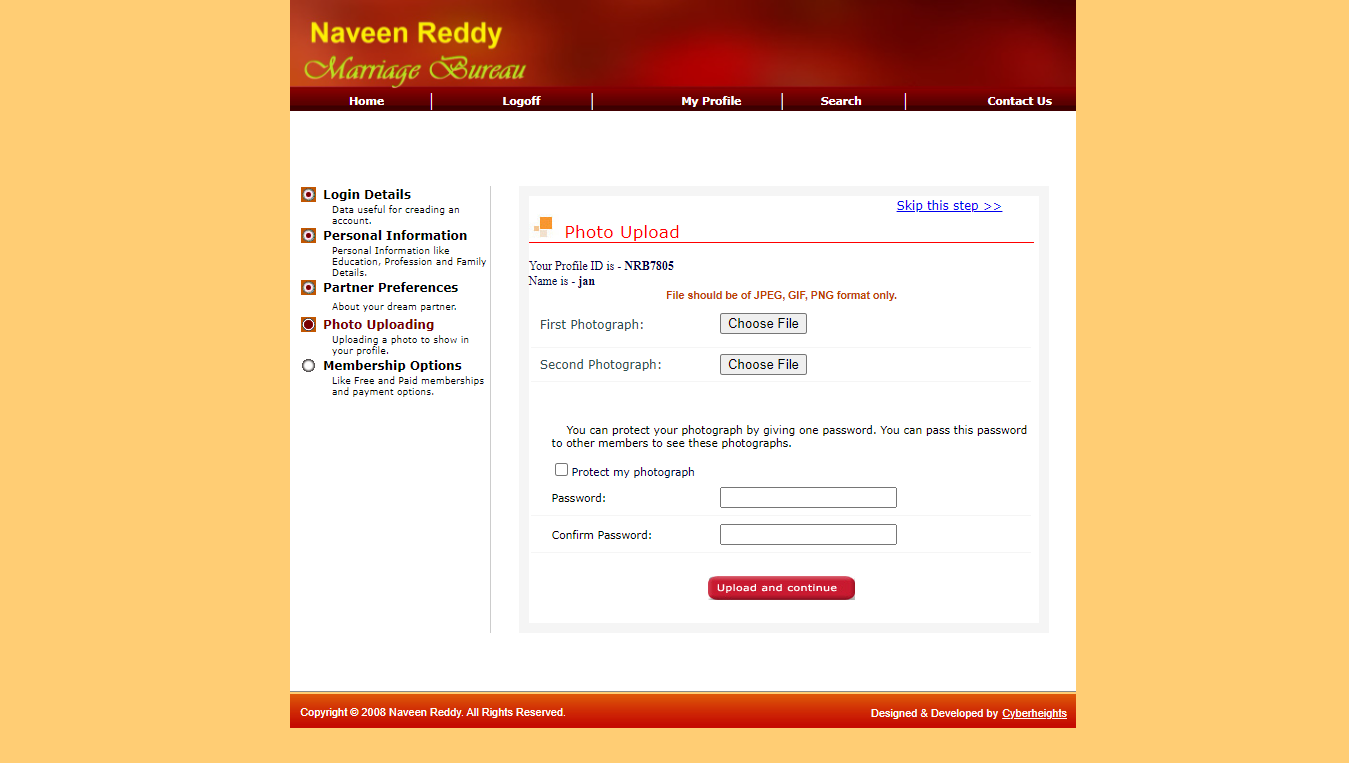 Naveen Reddy
Marriage Bureau
Home Logoff My Profile Search Contact Us
Login Details
Data useful for creading an
account.
Personal Information
Personal Information like
Education, Profession and Family
Details.
Partner Preferences
About your dream partner.
Photo Uploading
Uploading a photo to show in
your profile.
Membership Options
Like Free and Paid memberships
and payment options.
Skip this step >>
Photo Upload
Your Profile ID is - NRB7805
Name is - jan
File should be of JPEG, GIF, PNG format only.
First Photograph: Choose File
Second Photograph: Choose File
You can protect your photograph by giving one password. You can pass this password
to other members to see these photographs.
Protect my photograph
Password:
Confirm Password:
Upload and continue
Copyright © 2008 Naveen Reddy. All Rights Reserved. Designed & Developed by Cyberheights